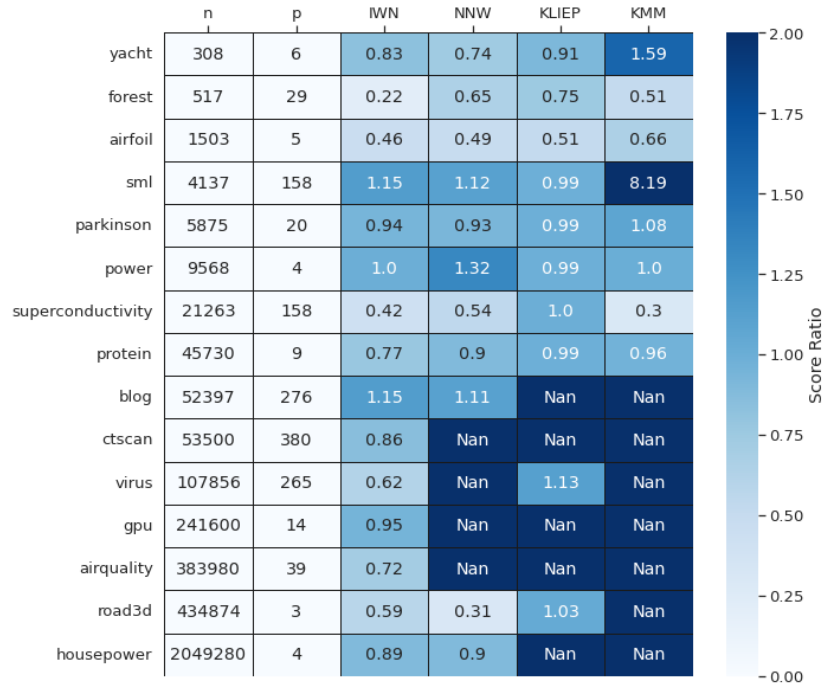 n p IWN NNW KLIEP KMM
yacht 308 6 0.83 0.74 0.91 1.59
forest 517 29 0.22 0.65 0.75 0.51
airfoil 1503 5 0.46 0.49 0.51 0.66
sml 4137 158 1.15 1.12 0.99 8.19
parkinson 5875 20 0.94 0.93 0.99 1.08
power 9568 4 1.0 1.32 0.99 1.0
superconductivity 21263 158 0.42 0.54 1.0 0.3
protein 45730 9 0.77 0.9 0.99 0.96
blog 52397 276 1.15 1.11 Nan Nan
ctscan 53500 380 0.86 Nan Nan Nan
virus 107856 265 0.62 Nan 1.13 Nan
gpu 241600 14 0.95 Nan Nan Nan
airquality 383980 39 0.72 Nan Nan Nan
road3d 434874 3 0.59 0.31 1.03 Nan
housepower 2049280 4 0.89 0.9 Nan Nan
2.00
1.75
1.50
1.25
1.00
0.75
0.50
0.25
0.00
Score Ratio